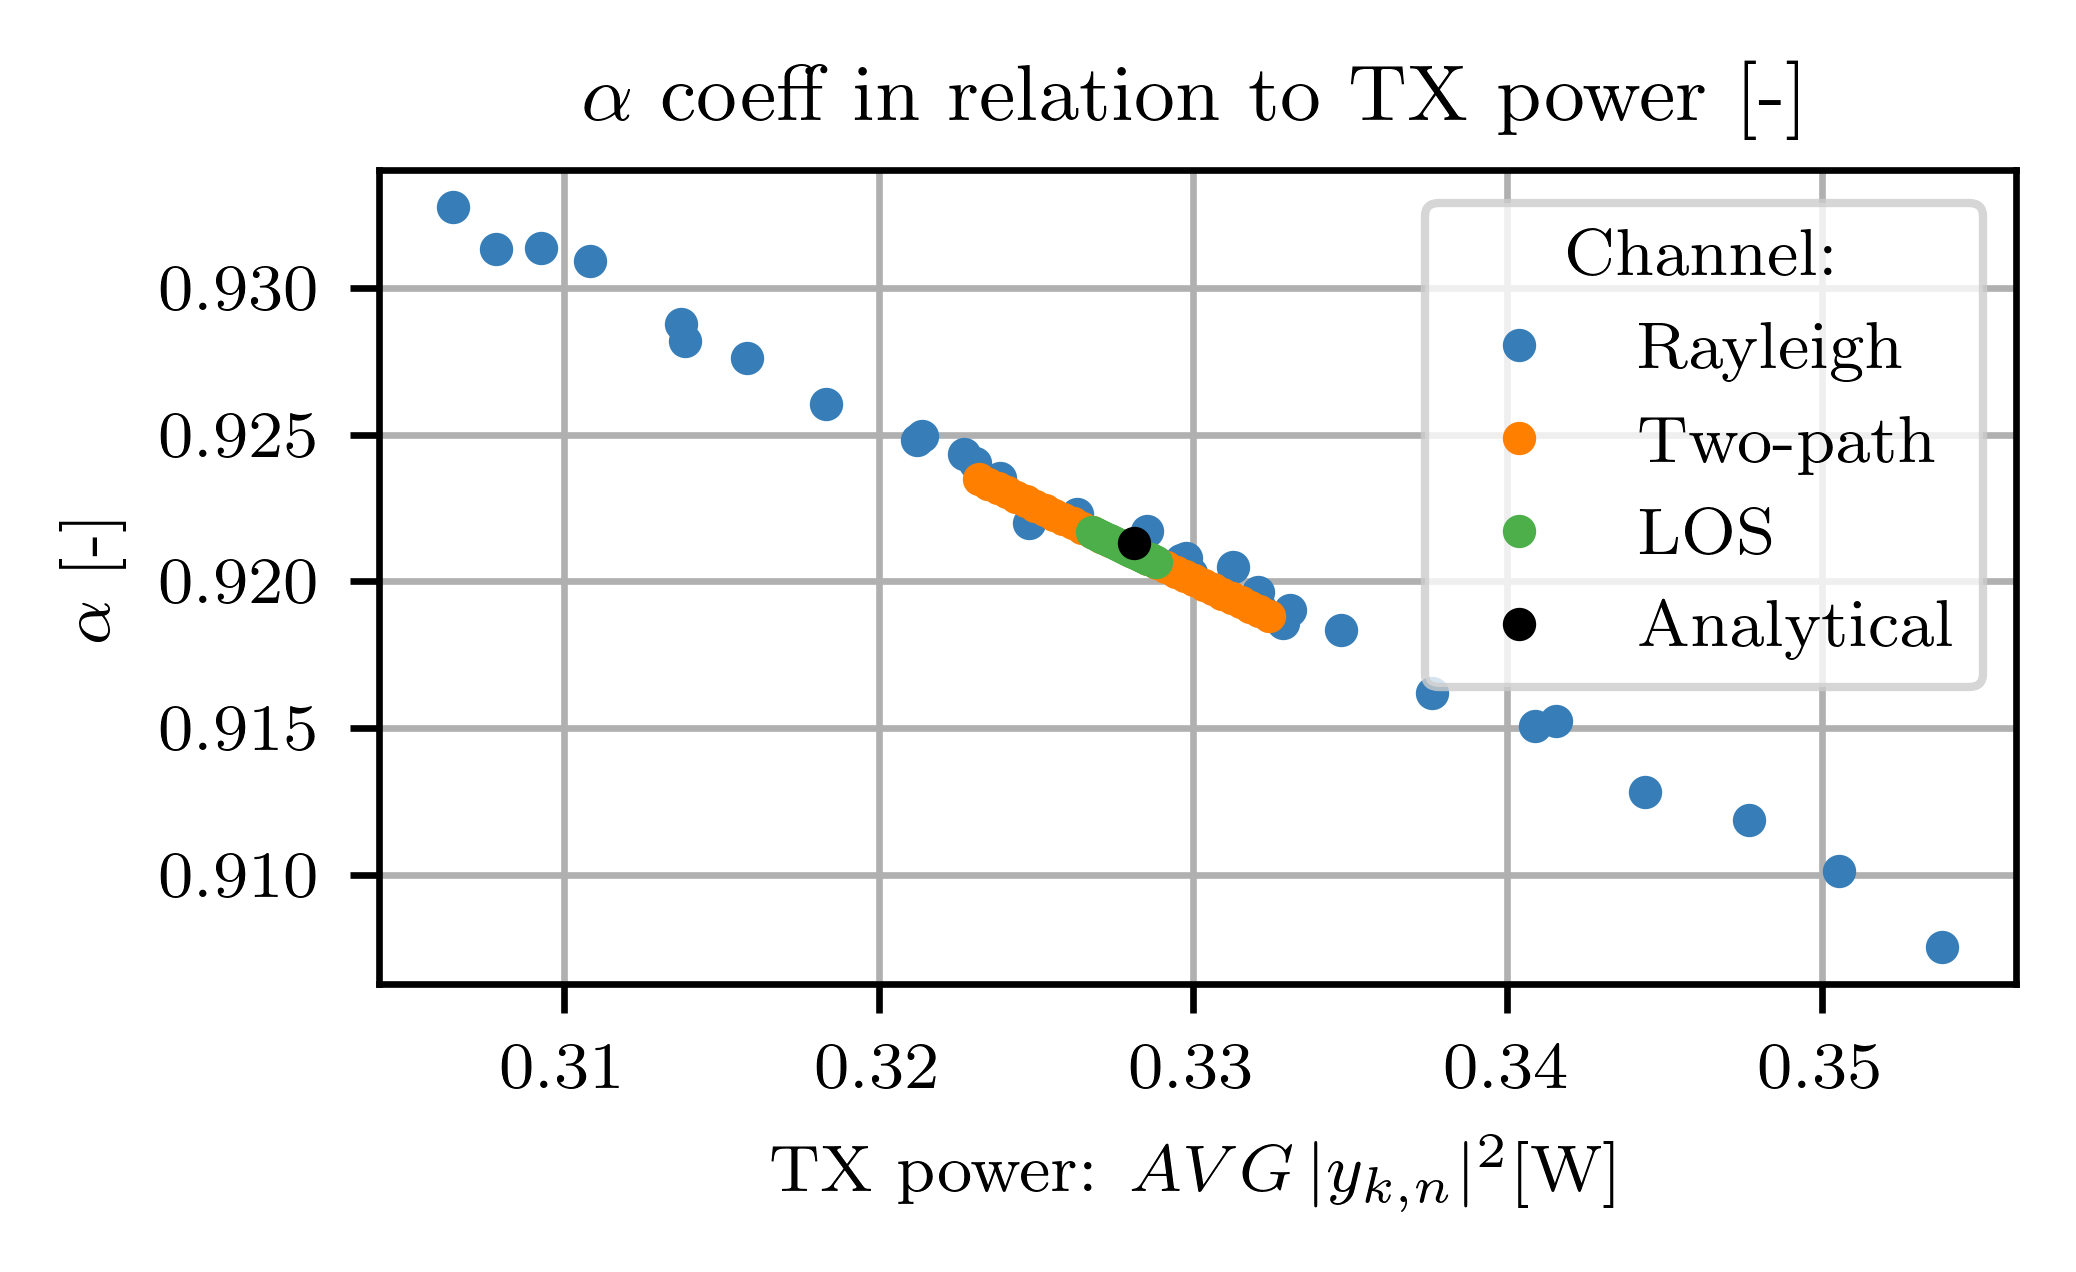 α coeff in relation to TX power [-]
α [-]
0.930
0.925
0.920
0.915
0.910
Channel:
Rayleigh
Two-path
LOS
Analytical
0.31 0.32 0.33 0.34 0.35
TX power: AVG |y_{k,n}|²[W]